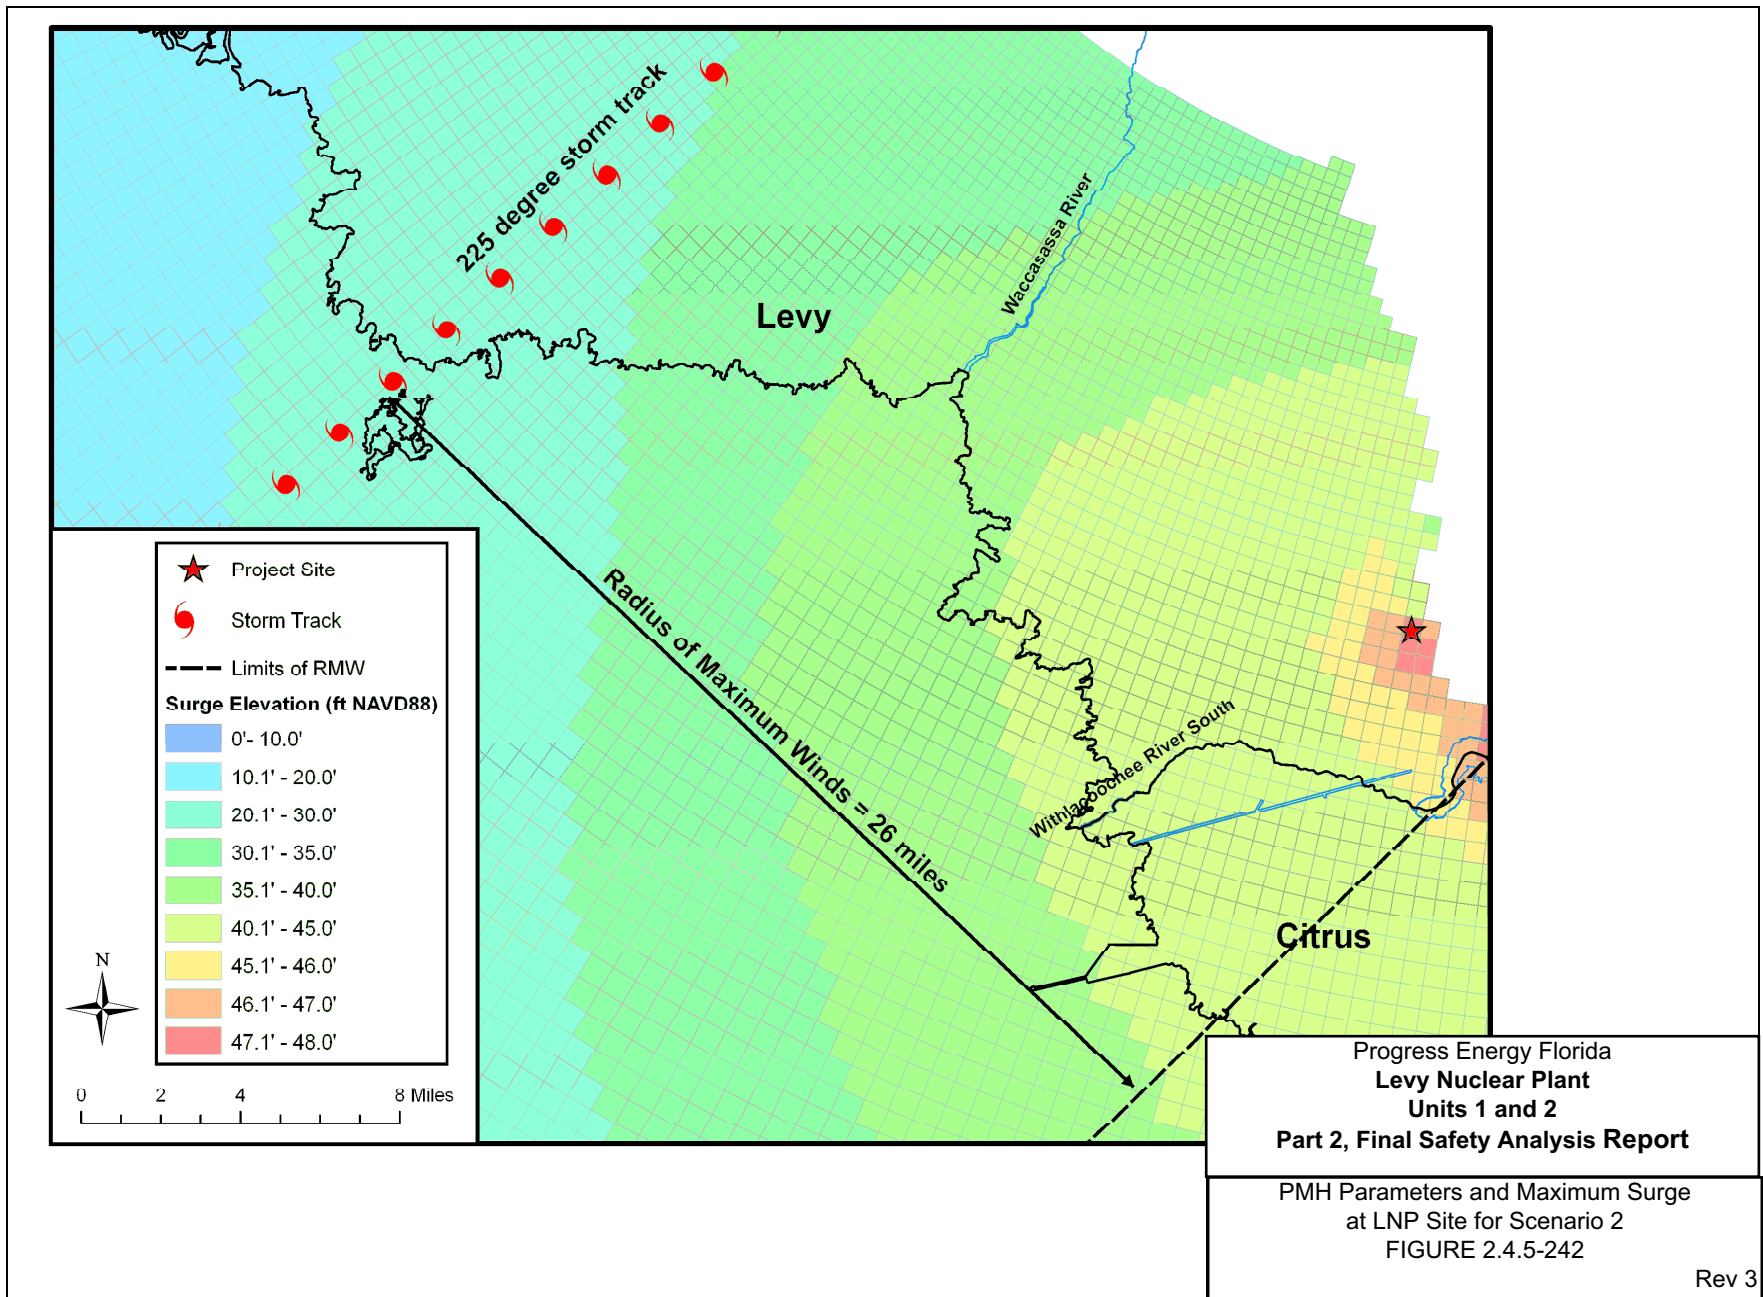 225 degree storm track
Levy
Waccasassa River
Radius of Maximum Winds = 26 miles
Withlacoochee River South
Citrus
Project Site
Storm Track
Limits of RMW
Surge Elevation (ft NAVD88)
0'- 10.0'
10.1' - 20.0'
20.1' - 30.0'
30.1' - 35.0'
35.1' - 40.0'
40.1' - 45.0'
45.1' - 46.0'
46.1' - 47.0'
47.1' - 48.0'
N
0 2 4 8 Miles
Progress Energy Florida
Levy Nuclear Plant
Units 1 and 2
Part 2, Final Safety Analysis Report
PMH Parameters and Maximum Surge
at LNP Site for Scenario 2
FIGURE 2.4.5-242
Rev 3